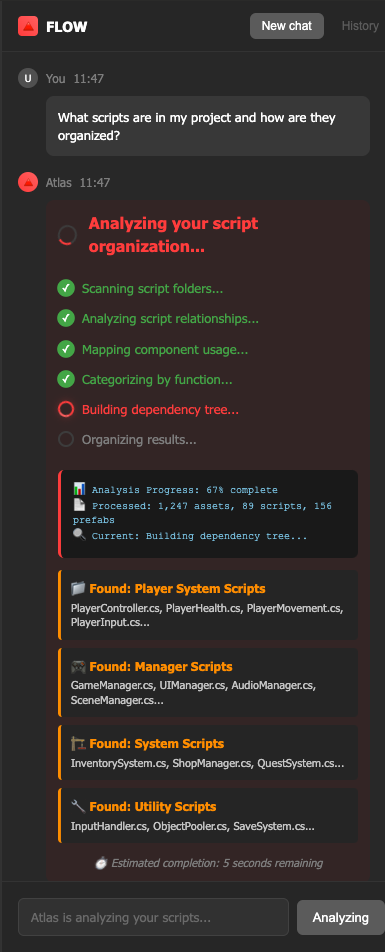 FLOW
New chat
History
U
You 11:47
What scripts are in my project and how are they
organized?
Atlas 11:47
Analyzing your script
organization...
Scanning script folders...
Analyzing script relationships...
Mapping component usage...
Categorizing by function...
Building dependency tree...
Organizing results...
Analysis Progress: 67% complete
Processed: 1,247 assets, 89 scripts, 156
prefabs
Current: Building dependency tree...
Found: Player System Scripts
PlayerController.cs, PlayerHealth.cs, PlayerMovement.cs,
PlayerInput.cs...
Found: Manager Scripts
GameManager.cs, UIManager.cs, AudioManager.cs,
SceneManager.cs...
Found: System Scripts
InventorySystem.cs, ShopManager.cs, QuestSystem.cs...
Found: Utility Scripts
InputHandler.cs, ObjectPooler.cs, SaveSystem.cs...
Estimated completion: 5 seconds remaining
Atlas is analyzing your scripts...
Analyzing